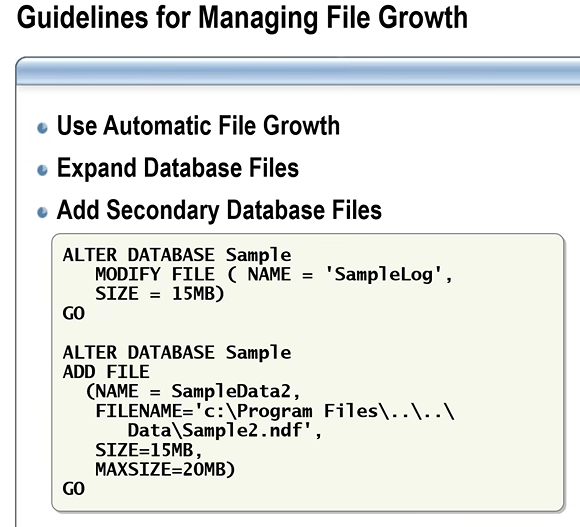 Guidelines for Managing File Growth
Use Automatic File Growth
Expand Database Files
Add Secondary Database Files
ALTER DATABASE Sample
MODIFY FILE ( NAME = 'SampleLog',
SIZE = 15MB)
GO
ALTER DATABASE Sample
ADD FILE
(NAME = SampleData2,
FILENAME='c:\Program Files\..\..\
Data\Sample2.ndf',
SIZE=15MB,
MAXSIZE=20MB)
GO